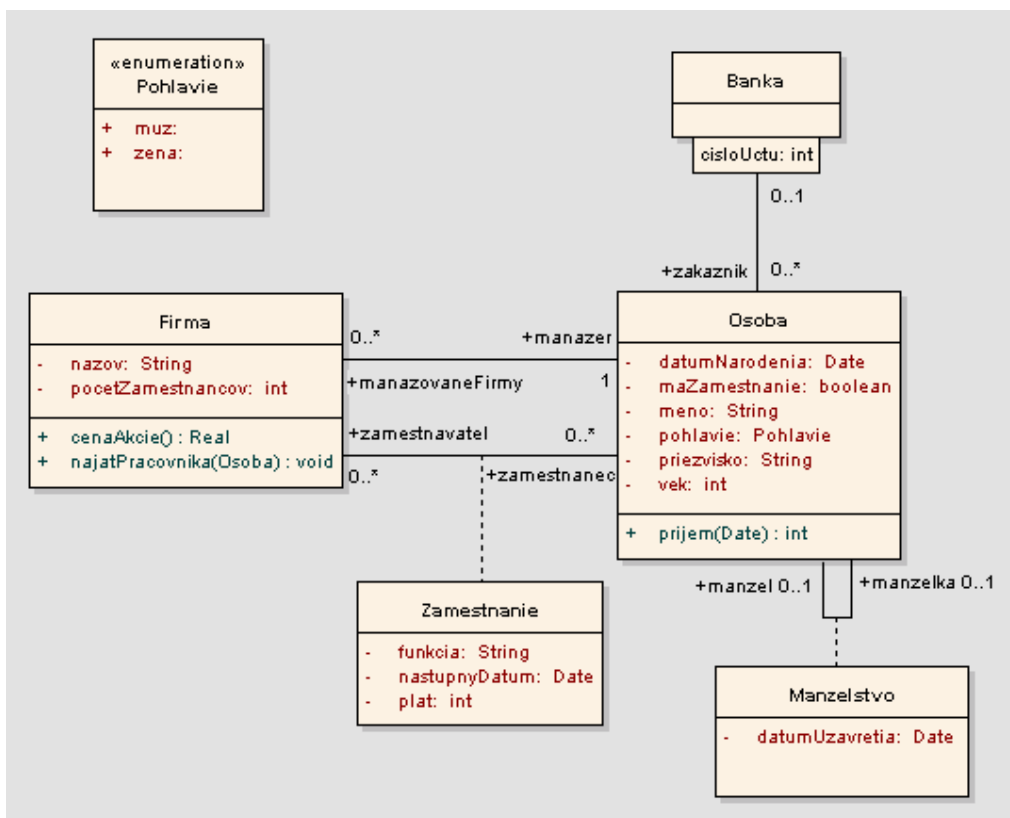 «enumeration»
Pohlavie
+ muz:
+ zena:
Banka
cisloUctu: int
0..1
+zakaznik 0..*
Firma
- nazov: String
- pocetZamestnancov: int
+ cenaAkcie() : Real
+ najatPracovnika(Osoba) : void
0..* +manazer
+manazovaneFirmy 1
+zamestnavatel 0..*
0..* +zamestnanec
Osoba
- datumNarodenia: Date
- maZamestnanie: boolean
- meno: String
- pohlavie: Pohlavie
- priezvisko: String
- vek: int
+ prijem(Date) : int
+manzel 0..1 +manzelka 0..1
Zamestnanie
- funkcia: String
- nastupnyDatum: Date
- plat: int
Manzelstvo
- datumUzavretia: Date